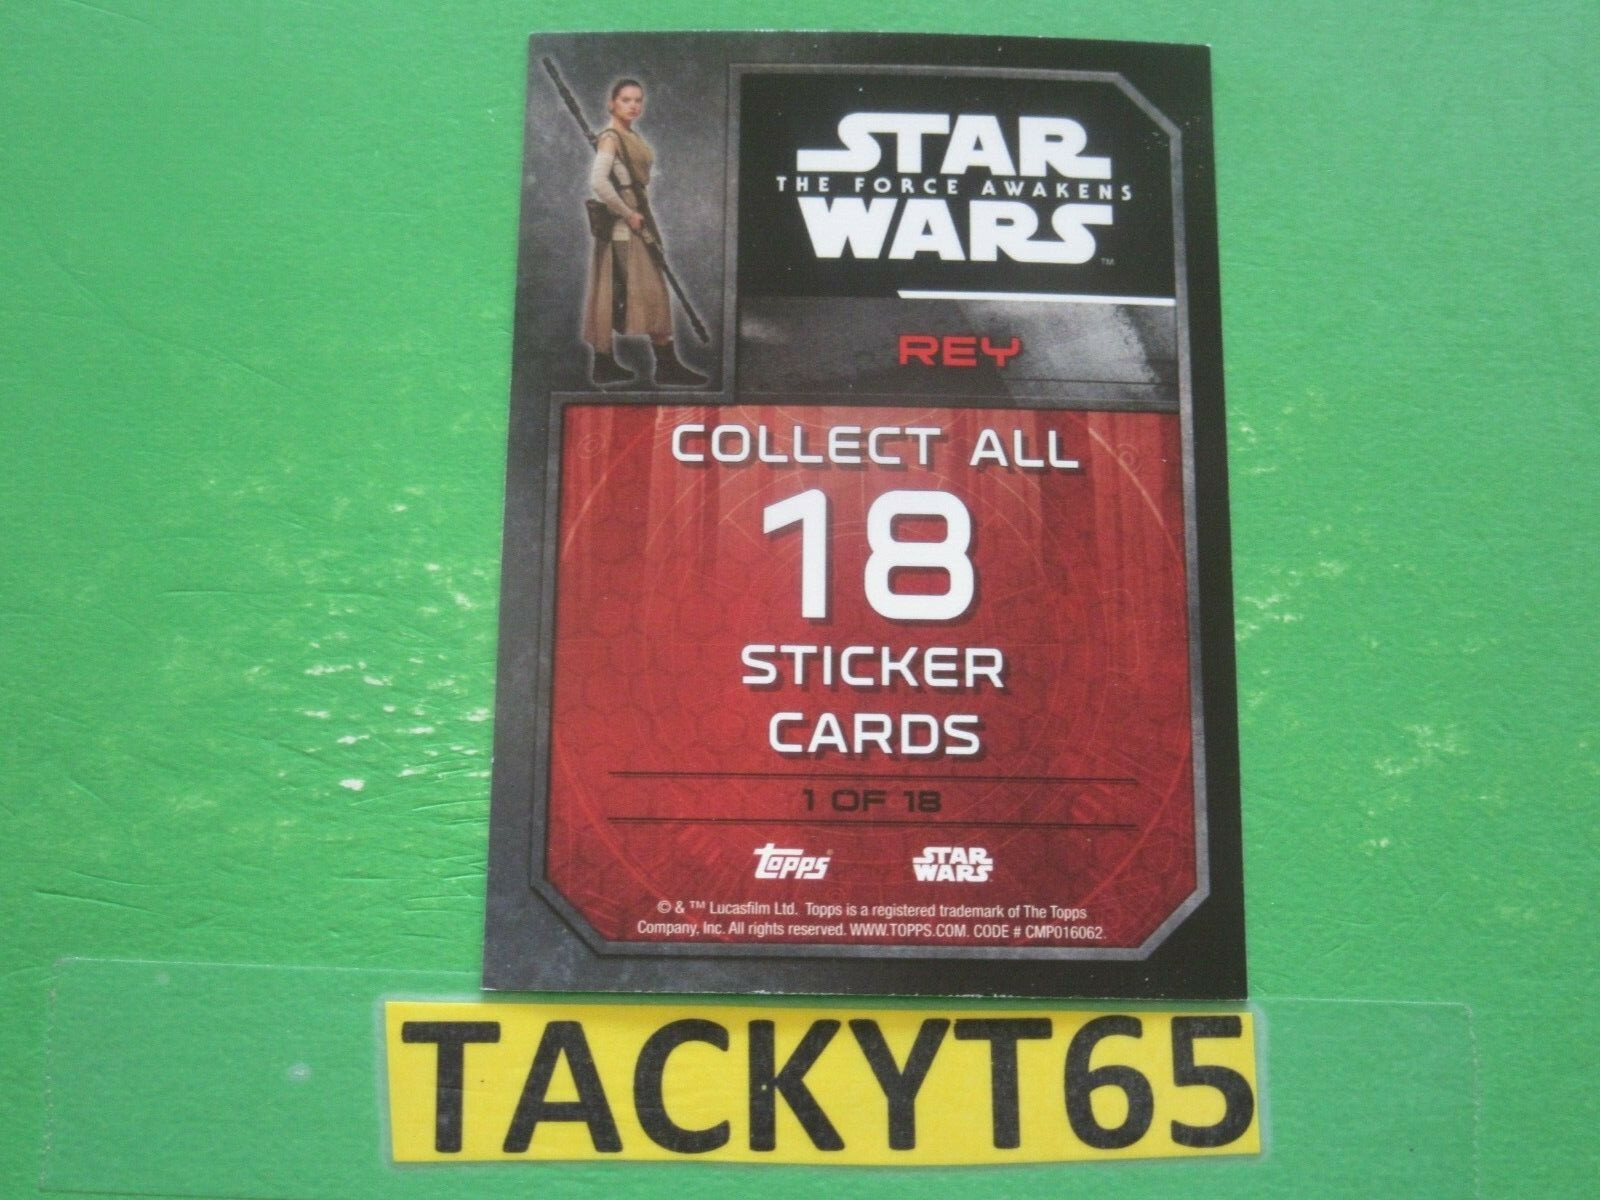 STAR
THE FORCE AWAKENS
WARS
TM
REY
COLLECT ALL
18
STICKER
CARDS
1 OF 18
Topps®
STAR
WARS
© & ™ Lucasfilm Ltd. Topps is a registered trademark of The Topps
Company, Inc. All rights reserved. WWW.TOPPS.COM. CODE # CMP016062.
TACKYT65